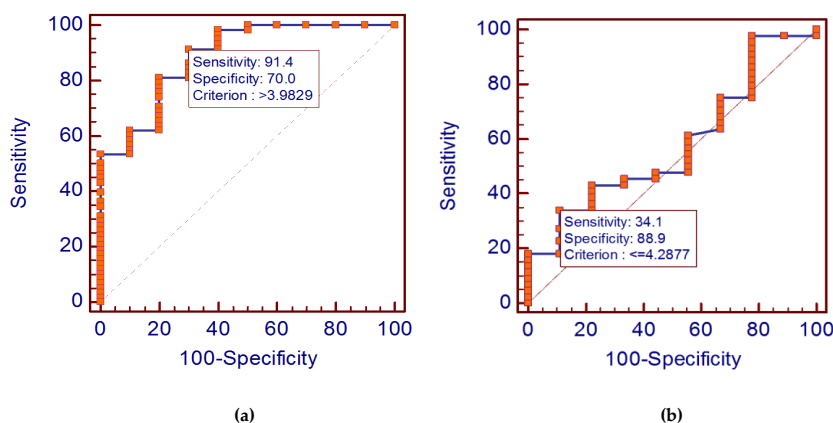 100
80
60
40
20
0
Sensitivity
Sensitivity: 91.4
Specificity: 70.0
Criterion : >3.9829
0 20 40 60 80 100
100-Specificity
(a)
100
80
60
40
20
0
Sensitivity
Sensitivity: 34.1
Specificity: 88.9
Criterion : <=4.2877
0 20 40 60 80 100
100-Specificity
(b)